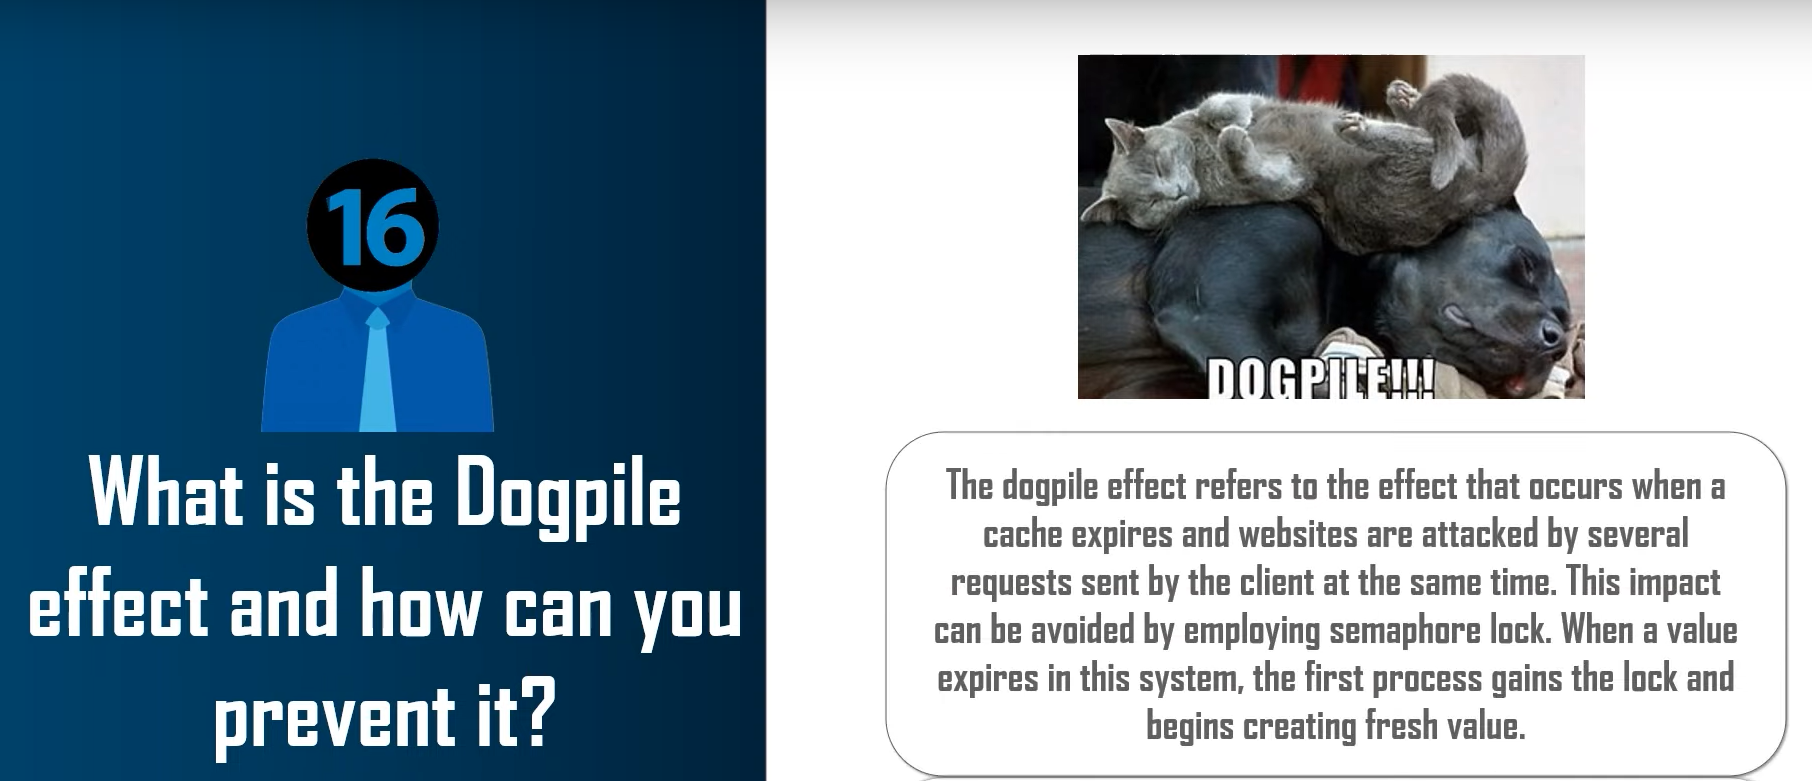 16
What is the Dogpile
effect and how can you
prevent it?
DOGPILE!!!
The dogpile effect refers to the effect that occurs when a
cache expires and websites are attacked by several
requests sent by the client at the same time. This impact
can be avoided by employing semaphore lock. When a value
expires in this system, the first process gains the lock and
begins creating fresh value.